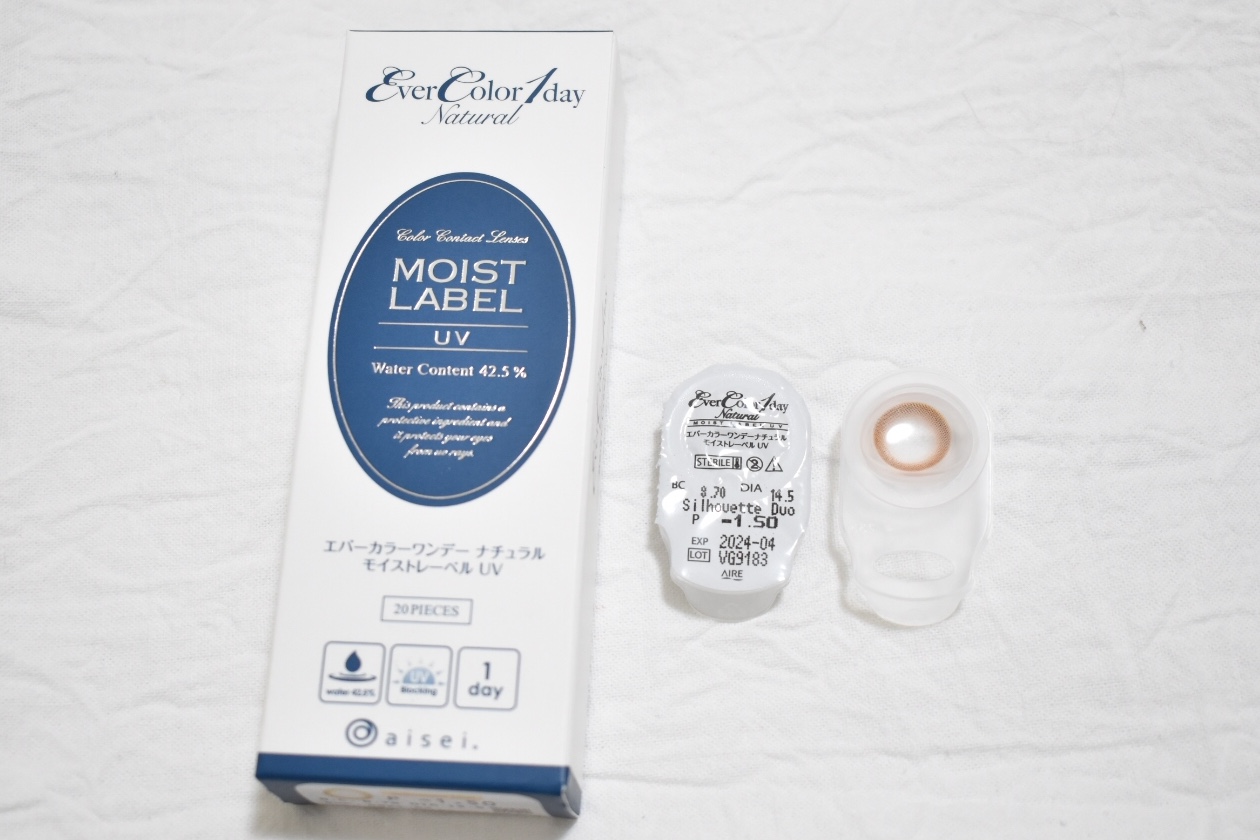 EverColor1day
Natural
Color Contact Lenses
MOIST
LABEL
UV
Water Content 42.5 %
This product contains a
protective ingredient and
it protects your eyes
from uv rays.
エバーカラーワンデー ナチュラル
モイストレーベル UV
20 PIECES
water 42.5%
UV
Blocking
1
day
aisei.
EverColor1day
Natural
MOIST LABEL UV
エバーカラーワンデーナチュラル
モイストレーベル UV
STERILE
2
BC 8.70 DIA 14.5
Silhouette Duo
P -1.50
EXP 2024-04
LOT VG9183
AIRE